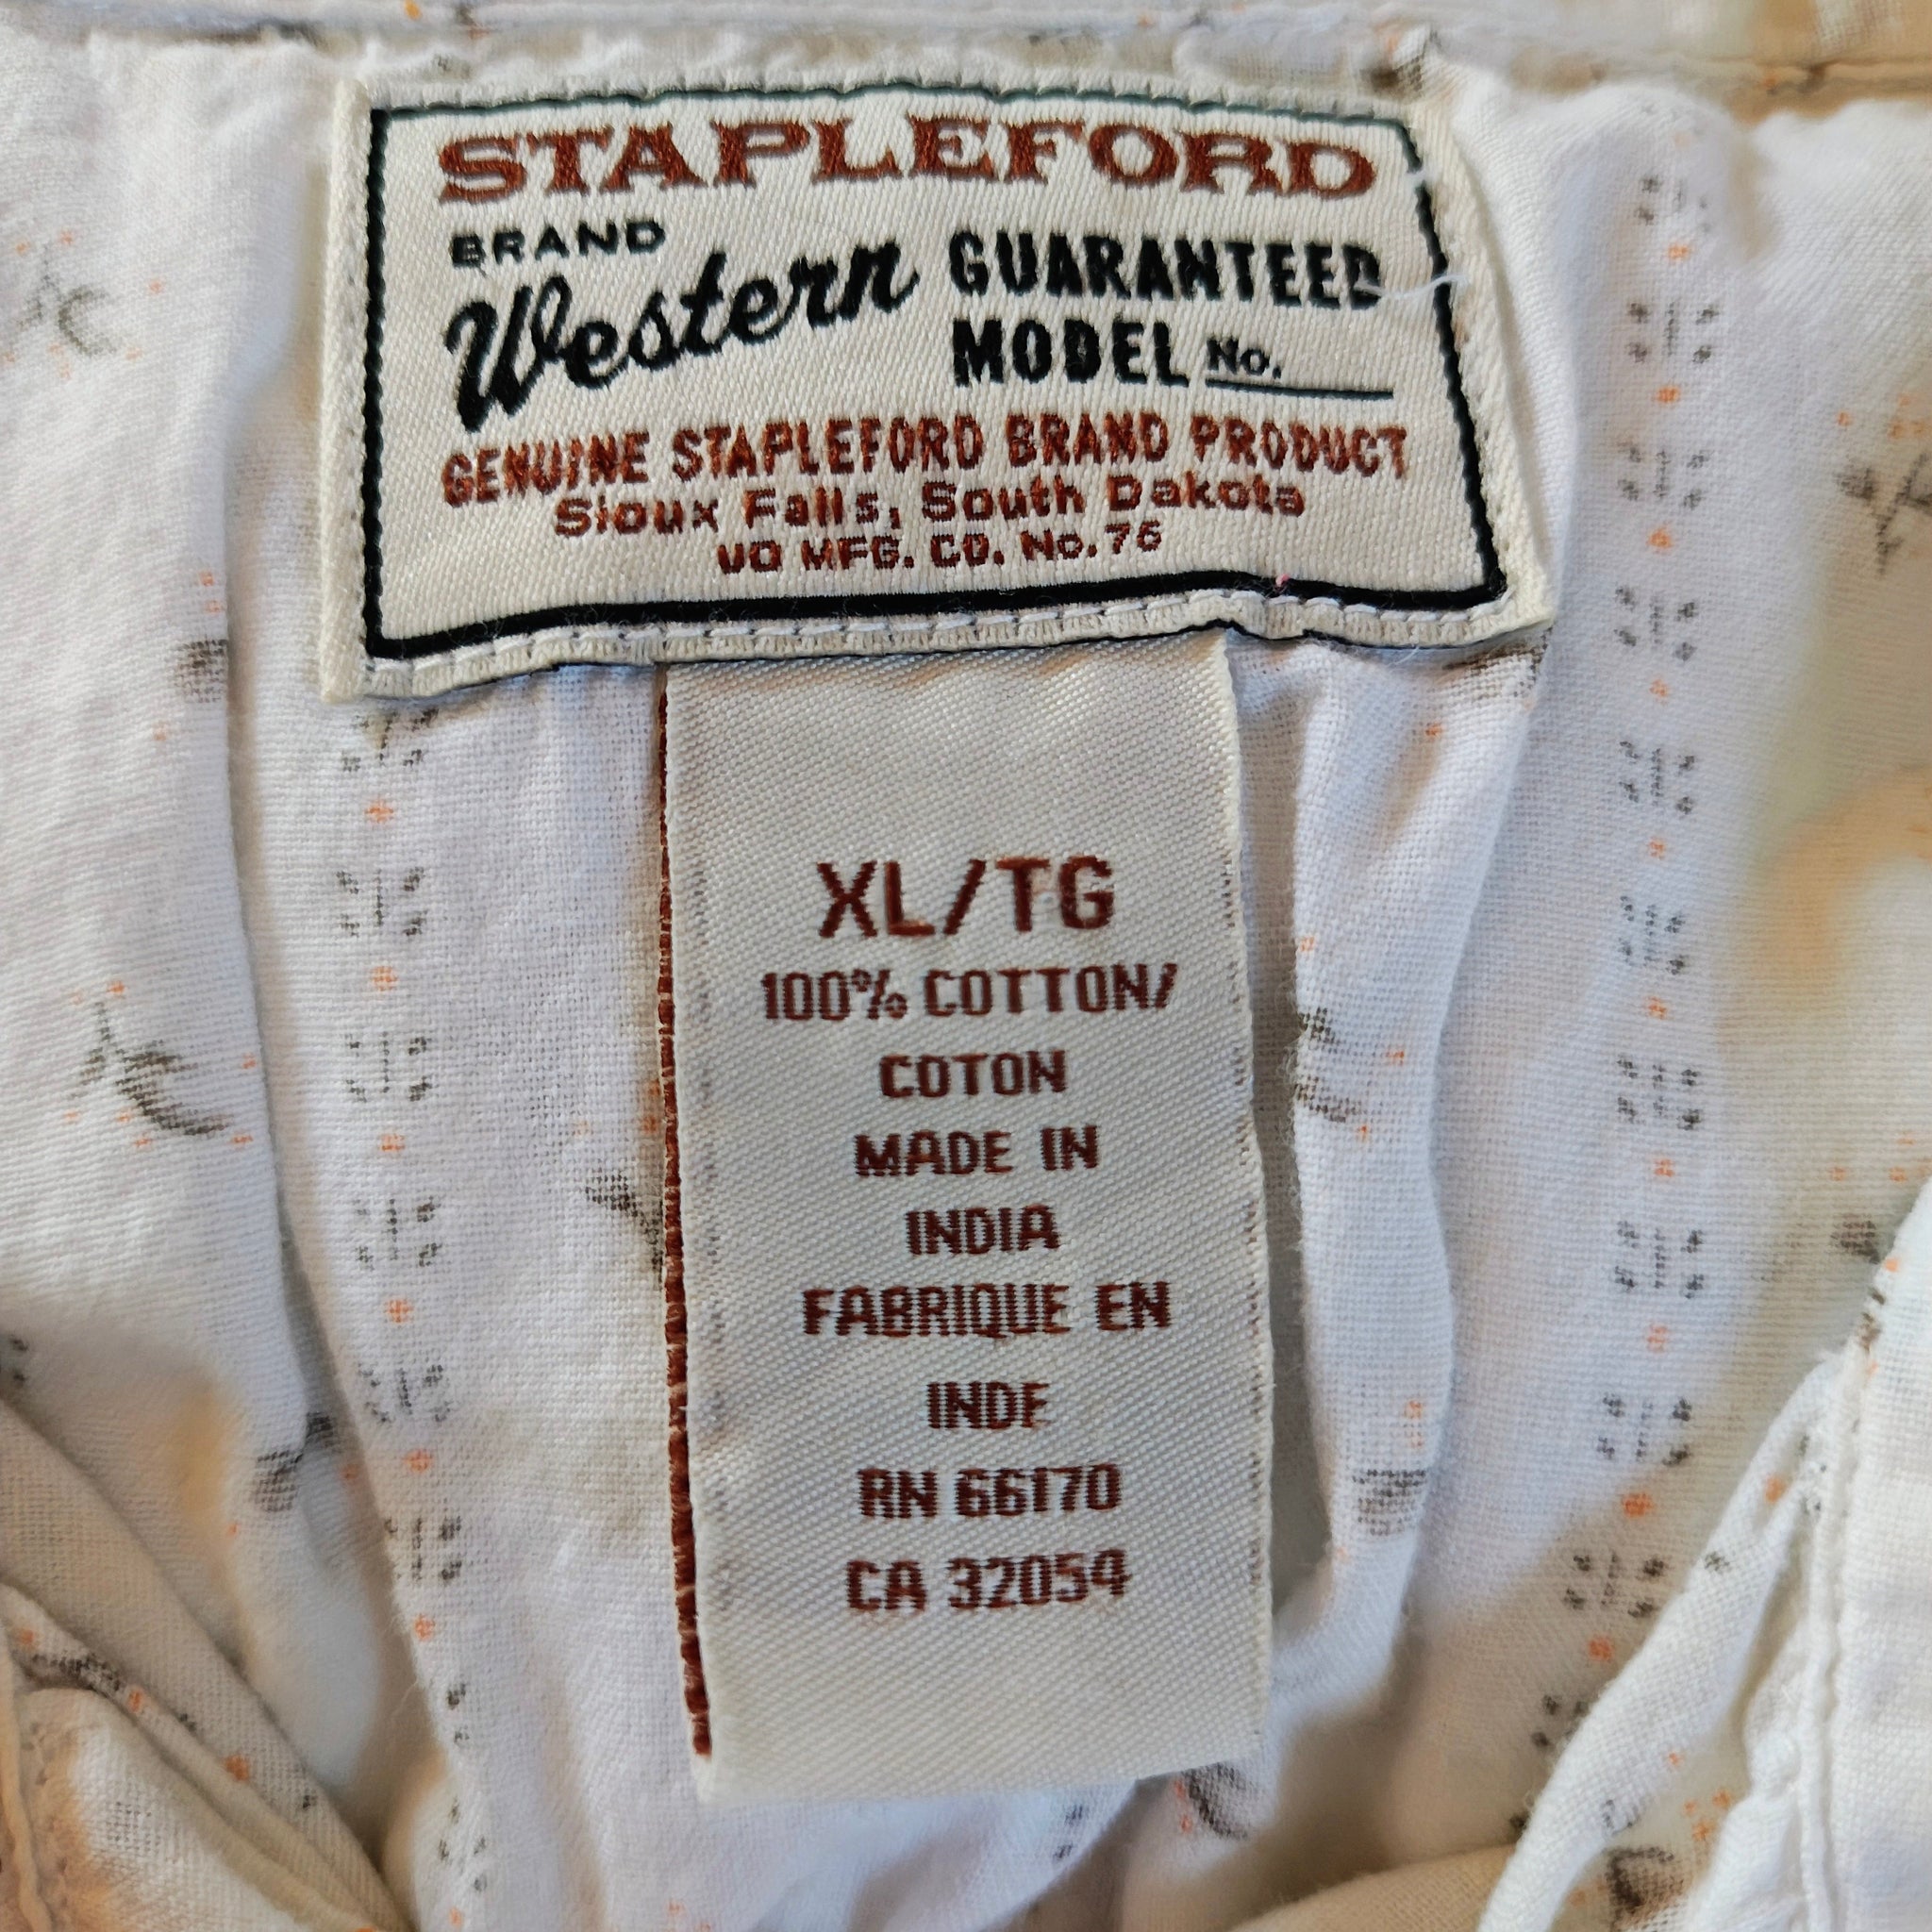 STAPLEFORD
BRAND
Western
GUARANTEED
MODEL No.
GENUINE STAPLEFORD BRAND PRODUCT
Sioux Falls, South Dakota
UO MFG. CO. No. 76
XL/TG
100% COTTON/
COTON
MADE IN
INDIA
FABRIQUE EN
INDE
RN 66170
CA 32054